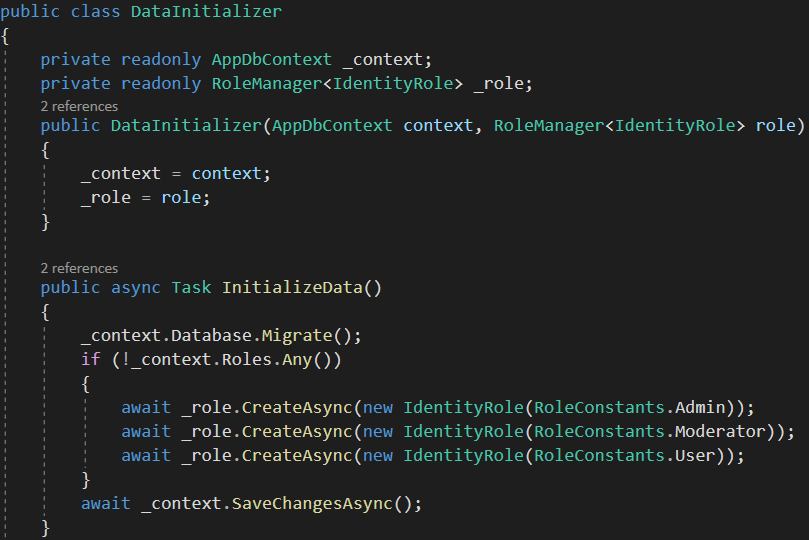 public class DataInitializer
{
private readonly AppDbContext _context;
private readonly RoleManager<IdentityRole> _role;
2 references
public DataInitializer(AppDbContext context, RoleManager<IdentityRole> role)
{
_context = context;
_role = role;
}
2 references
public async Task InitializeData()
{
_context.Database.Migrate();
if (!_context.Roles.Any())
{
await _role.CreateAsync(new IdentityRole(RoleConstants.Admin));
await _role.CreateAsync(new IdentityRole(RoleConstants.Moderator));
await _role.CreateAsync(new IdentityRole(RoleConstants.User));
}
await _context.SaveChangesAsync();
}